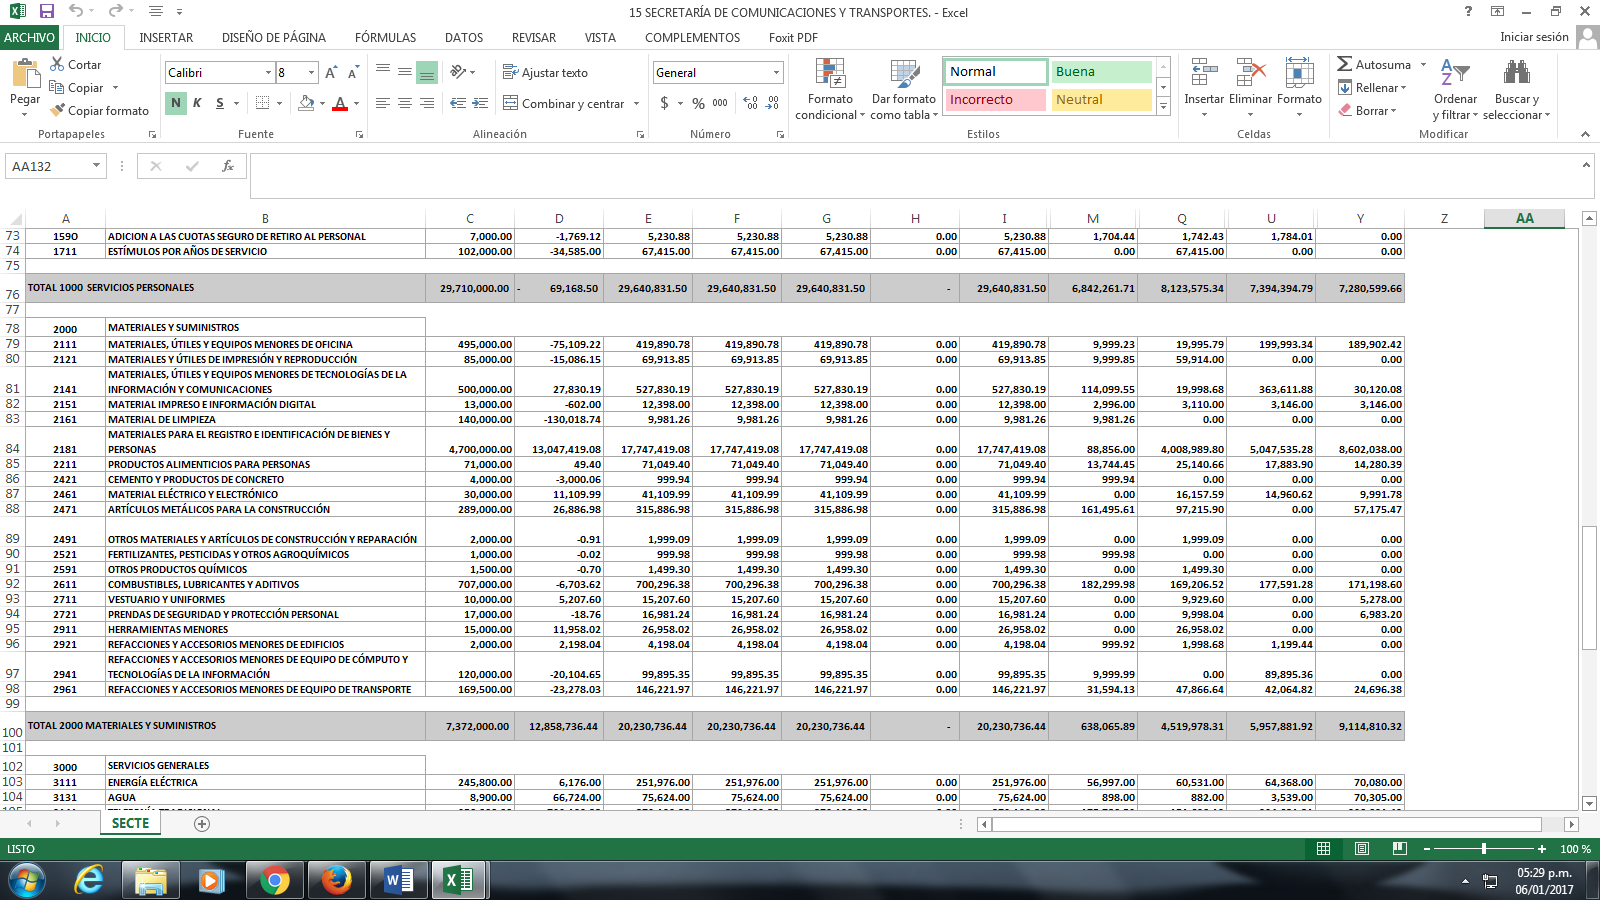 15 SECRETARÍA DE COMUNICACIONES Y TRANSPORTES. - Excel
ARCHIVO INICIO INSERTAR DISEÑO DE PÁGINA FÓRMULAS DATOS REVISAR VISTA COMPLEMENTOS Foxit PDF Iniciar sesión
Pegar
Cortar
Copiar
Copiar formato
Portapapeles
Calibri 8
N K S
Fuente
Ajustar texto
Combinar y centrar
Alineación
General
$ % 000
Número
Formato condicional
Dar formato como tabla
Normal Buena
Incorrecto Neutral
Estilos
Insertar Eliminar Formato
Celdas
Autosuma
Rellenar
Borrar
Ordenar y filtrar
Buscar y seleccionar
Modificar
AA132 fx
A B C D E F G H I M Q U Y Z AA
73 1590 ADICION A LAS CUOTAS SEGURO DE RETIRO AL PERSONAL 7,000.00 -1,769.12 5,230.88 5,230.88 5,230.88 0.00 5,230.88 1,704.44 1,742.43 1,784.01 0.00
74 1711 ESTÍMULOS POR AÑOS DE SERVICIO 102,000.00 -34,585.00 67,415.00 67,415.00 67,415.00 0.00 67,415.00 0.00 67,415.00 0.00 0.00
75
76 TOTAL 1000 SERVICIOS PERSONALES 29,710,000.00 - 69,168.50 29,640,831.50 29,640,831.50 29,640,831.50 - 29,640,831.50 6,842,261.71 8,123,575.34 7,394,394.79 7,280,599.66
77
78 2000 MATERIALES Y SUMINISTROS
79 2111 MATERIALES, ÚTILES Y EQUIPOS MENORES DE OFICINA 495,000.00 -75,109.22 419,890.78 419,890.78 419,890.78 0.00 419,890.78 9,999.23 19,995.79 199,993.34 189,902.42
80 2121 MATERIALES Y ÚTILES DE IMPRESIÓN Y REPRODUCCIÓN 85,000.00 -15,086.15 69,913.85 69,913.85 69,913.85 0.00 69,913.85 9,999.85 59,914.00 0.00 0.00
MATERIALES, ÚTILES Y EQUIPOS MENORES DE TECNOLOGÍAS DE LA
81 2141 INFORMACIÓN Y COMUNICACIONES 500,000.00 27,830.19 527,830.19 527,830.19 527,830.19 0.00 527,830.19 114,099.55 19,998.68 363,611.88 30,120.08
82 2151 MATERIAL IMPRESO E INFORMACIÓN DIGITAL 13,000.00 -602.00 12,398.00 12,398.00 12,398.00 0.00 12,398.00 2,996.00 3,110.00 3,146.00 3,146.00
83 2161 MATERIAL DE LIMPIEZA 140,000.00 -130,018.74 9,981.26 9,981.26 9,981.26 0.00 9,981.26 9,981.26 0.00 0.00 0.00
MATERIALES PARA EL REGISTRO E IDENTIFICACIÓN DE BIENES Y
84 2181 PERSONAS 4,700,000.00 13,047,419.08 17,747,419.08 17,747,419.08 17,747,419.08 0.00 17,747,419.08 88,856.00 4,008,989.80 5,047,535.28 8,602,038.00
85 2211 PRODUCTOS ALIMENTICIOS PARA PERSONAS 71,000.00 49.40 71,049.40 71,049.40 71,049.40 0.00 71,049.40 13,744.45 25,140.66 17,883.90 14,280.39
86 2421 CEMENTO Y PRODUCTOS DE CONCRETO 4,000.00 -3,000.06 999.94 999.94 999.94 0.00 999.94 999.94 0.00 0.00 0.00
87 2461 MATERIAL ELÉCTRICO Y ELECTRÓNICO 30,000.00 11,109.99 41,109.99 41,109.99 41,109.99 0.00 41,109.99 0.00 16,157.59 14,960.62 9,991.78
88 2471 ARTÍCULOS METÁLICOS PARA LA CONSTRUCCIÓN 289,000.00 26,886.98 315,886.98 315,886.98 315,886.98 0.00 315,886.98 161,495.61 97,215.90 0.00 57,175.47
89 2491 OTROS MATERIALES Y ARTÍCULOS DE CONSTRUCCIÓN Y REPARACIÓN 2,000.00 -0.91 1,999.09 1,999.09 1,999.09 0.00 1,999.09 0.00 1,999.09 0.00 0.00
90 2521 FERTILIZANTES, PESTICIDAS Y OTROS AGROQUÍMICOS 1,000.00 -0.02 999.98 999.98 999.98 0.00 999.98 999.98 0.00 0.00 0.00
91 2591 OTROS PRODUCTOS QUÍMICOS 1,500.00 -0.70 1,499.30 1,499.30 1,499.30 0.00 1,499.30 0.00 1,499.30 0.00 0.00
92 2611 COMBUSTIBLES, LUBRICANTES Y ADITIVOS 707,000.00 -6,703.62 700,296.38 700,296.38 700,296.38 0.00 700,296.38 182,299.98 169,206.52 177,591.28 171,198.60
93 2711 VESTUARIO Y UNIFORMES 10,000.00 5,207.60 15,207.60 15,207.60 15,207.60 0.00 15,207.60 0.00 9,929.60 0.00 5,278.00
94 2721 PRENDAS DE SEGURIDAD Y PROTECCIÓN PERSONAL 17,000.00 -18.76 16,981.24 16,981.24 16,981.24 0.00 16,981.24 0.00 9,998.04 0.00 6,983.20
95 2911 HERRAMIENTAS MENORES 15,000.00 11,958.02 26,958.02 26,958.02 26,958.02 0.00 26,958.02 0.00 26,958.02 0.00 0.00
96 2921 REFACCIONES Y ACCESORIOS MENORES DE EDIFICIOS 2,000.00 2,198.04 4,198.04 4,198.04 4,198.04 0.00 4,198.04 999.92 1,998.68 1,199.44 0.00
REFACCIONES Y ACCESORIOS MENORES DE EQUIPO DE CÓMPUTO Y
97 2941 TECNOLOGÍAS DE LA INFORMACIÓN 120,000.00 -20,104.65 99,895.35 99,895.35 99,895.35 0.00 99,895.35 9,999.99 0.00 89,895.36 0.00
98 2961 REFACCIONES Y ACCESORIOS MENORES DE EQUIPO DE TRANSPORTE 169,500.00 -23,278.03 146,221.97 146,221.97 146,221.97 0.00 146,221.97 31,594.13 47,866.64 42,064.82 24,696.38
99
100 TOTAL 2000 MATERIALES Y SUMINISTROS 7,372,000.00 12,858,736.44 20,230,736.44 20,230,736.44 20,230,736.44 - 20,230,736.44 638,065.89 4,519,978.31 5,957,881.92 9,114,810.32
101
102 3000 SERVICIOS GENERALES
103 3111 ENERGÍA ELÉCTRICA 245,800.00 6,176.00 251,976.00 251,976.00 251,976.00 0.00 251,976.00 56,997.00 60,531.00 64,368.00 70,080.00
104 3131 AGUA 8,900.00 66,724.00 75,624.00 75,624.00 75,624.00 0.00 75,624.00 898.00 882.00 3,539.00 70,305.00
SECTE
LISTO 100 %
05:29 p.m.
06/01/2017